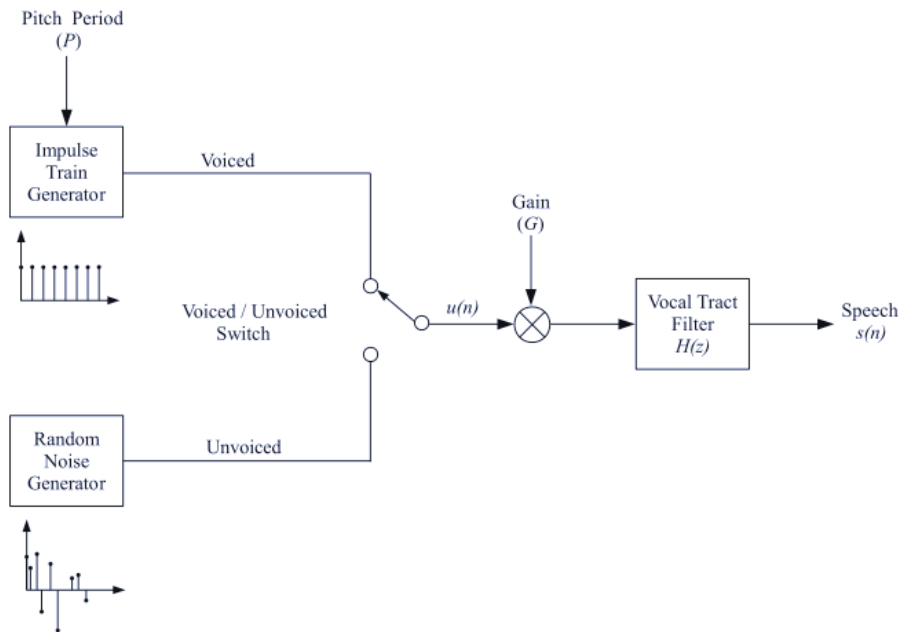 Pitch Period
(P)
Impulse
Train
Generator
Voiced
Gain
(G)
Voiced / Unvoiced
Switch
u(n)
Vocal Tract
Filter
H(z)
Speech
s(n)
Random
Noise
Generator
Unvoiced